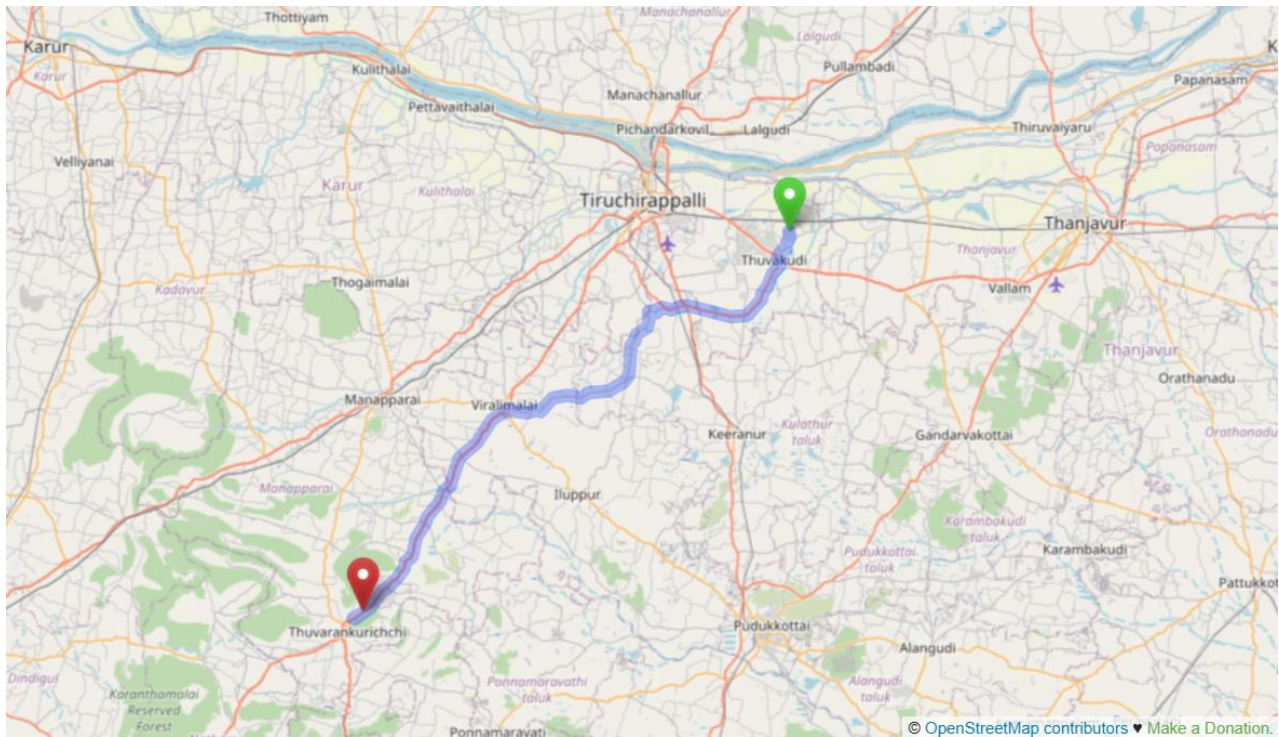 Thottiyam
Manachanallur
Karur
Lalgudi
Kulithalai
Pullambadi
Karur
Papanasam
Manachanallur
Pettavaithalai
Pichandarkovil
Lalgudi
Thiruvaiyaru
Papanasam
Velliyanai
Karur
Kulithalai
Tiruchirappalli
Thanjavur
Thanjavur
Thuvakudi
Kadavur
Thogaimalai
Vallam
Thanjavur
Orathanadu
Manapparai
Viralimalai
Keeranur
Kulathur
taluk
Gandarvakottai
Orathanadu
Manapparai
Iluppur
Karambakudi
taluk
Pudukkottai
taluk
Karambakudi
Pattukkot
Thuvarankurichchi
Pudukkottai
Alangudi
Dindigul
Ponnamaravathi
taluk
Alangudi
taluk
Karanthamalai
Reserved
Forest
Ponnamaravati
© OpenStreetMap contributors ♥ Make a Donation.